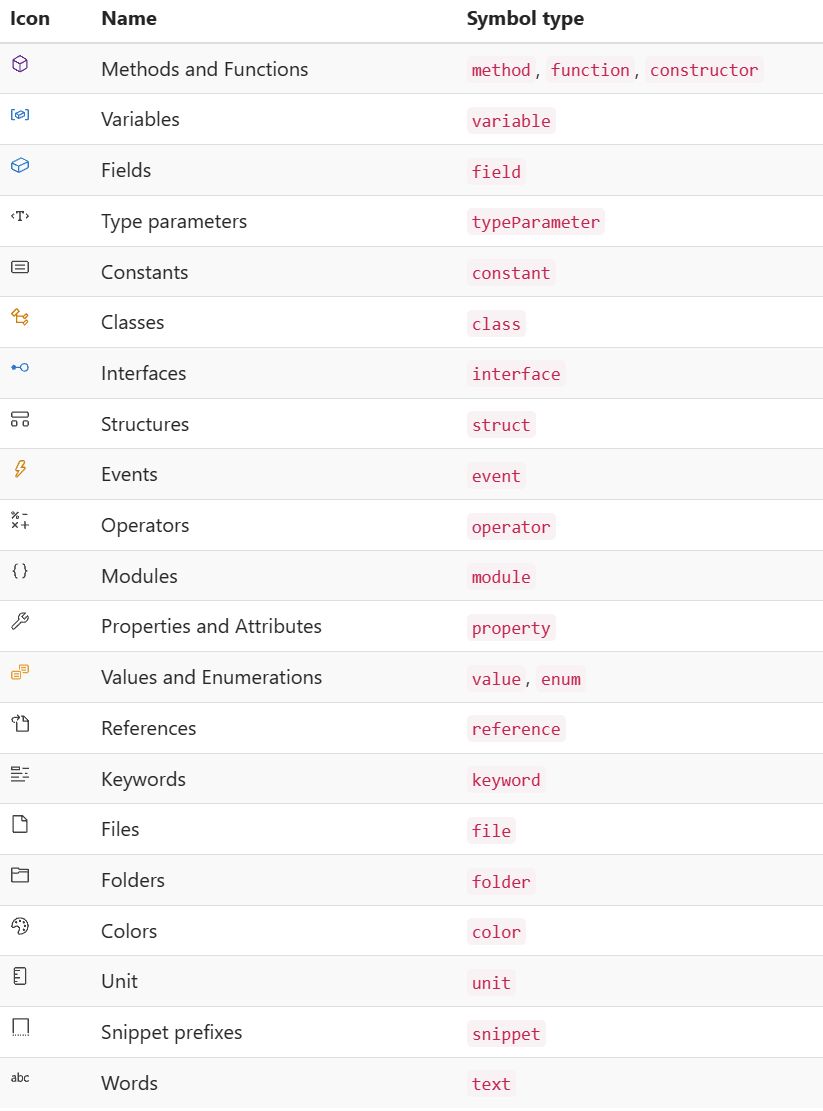 Icon Name Symbol type
Methods and Functions method, function, constructor
Variables variable
Fields field
‹T› Type parameters typeParameter
Constants constant
Classes class
Interfaces interface
Structures struct
Events event
Operators operator
{ } Modules module
Properties and Attributes property
Values and Enumerations value, enum
References reference
Keywords keyword
Files file
Folders folder
Colors color
Unit unit
Snippet prefixes snippet
abc Words text